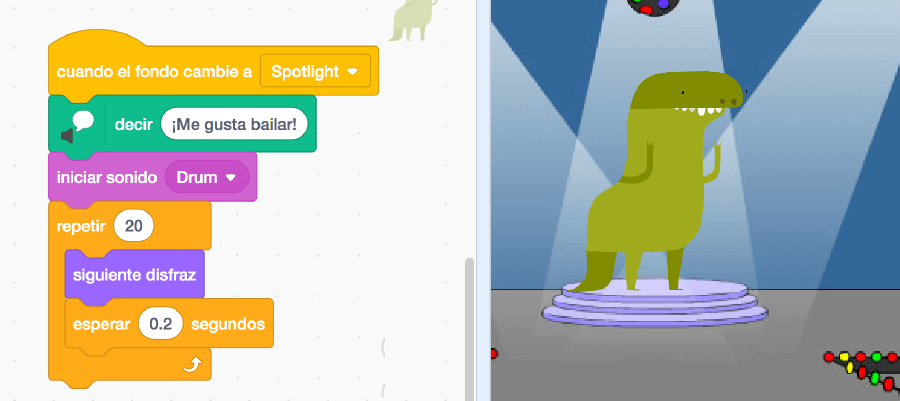 cuando el fondo cambie a Spotlight
decir ¡Me gusta bailar!
iniciar sonido Drum
repetir 20
siguiente disfraz
esperar 0.2 segundos